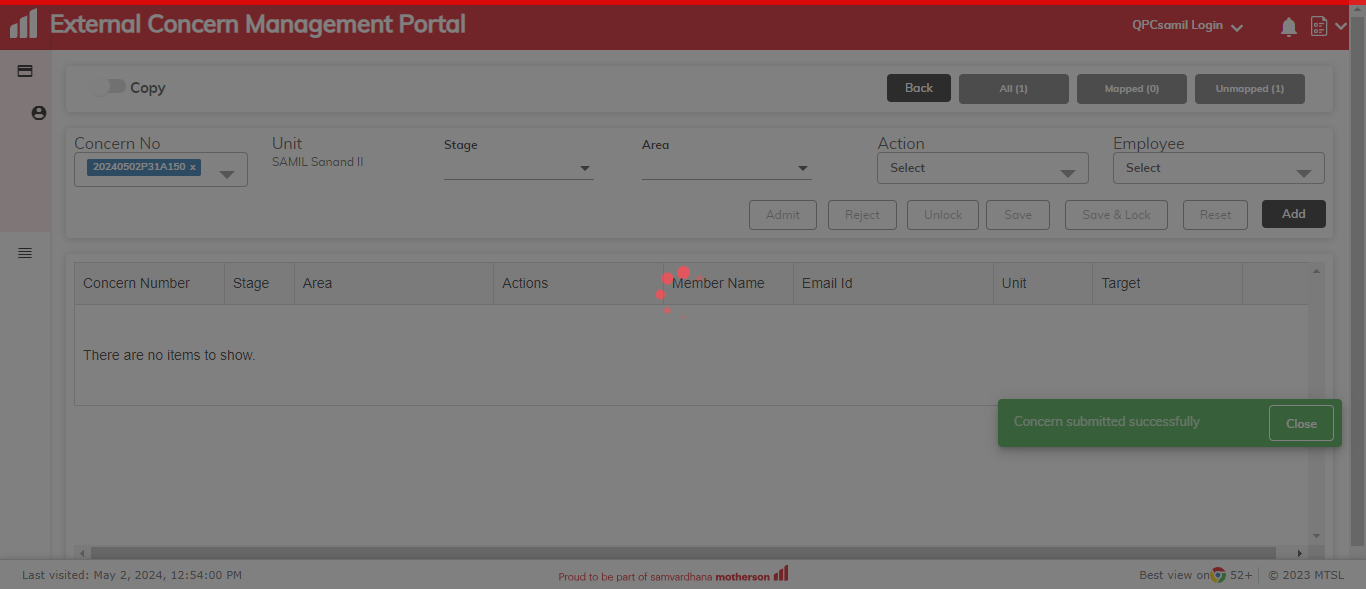 External Concern Management Portal
QPCsamil Login
Copy
Back
All (1)
Mapped (0)
Unmapped (1)
Concern No
Unit
Stage
Area
Action
Employee
20240502P31A150 x
SAMIL Sanand II
Select
Select
Admit
Reject
Unlock
Save
Save & Lock
Reset
Add
Concern Number
Stage
Area
Actions
Member Name
Email Id
Unit
Target
There are no items to show.
Concern submitted successfully
Close
Last visited: May 2, 2024, 12:54:00 PM
Proud to be part of samvardhana motherson
Best view on 52+
© 2023 MTSL